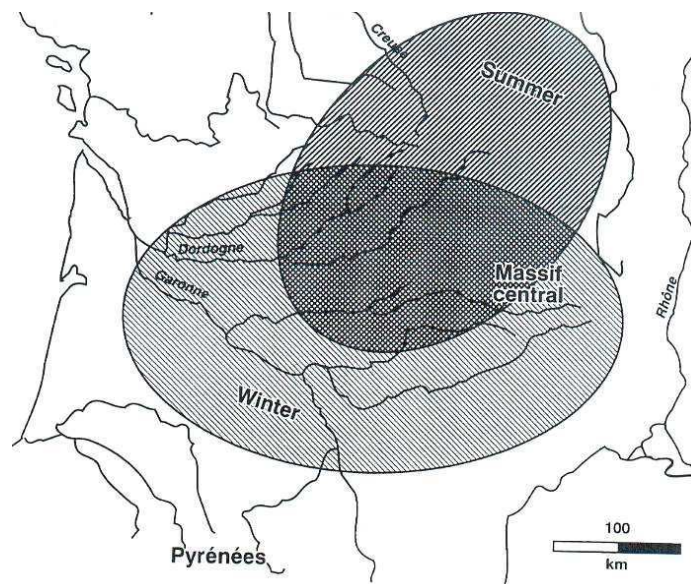 Creuse
Summer
Dordogne
Garonne
Massif
central
Rhône
Winter
100
km
Pyrénées